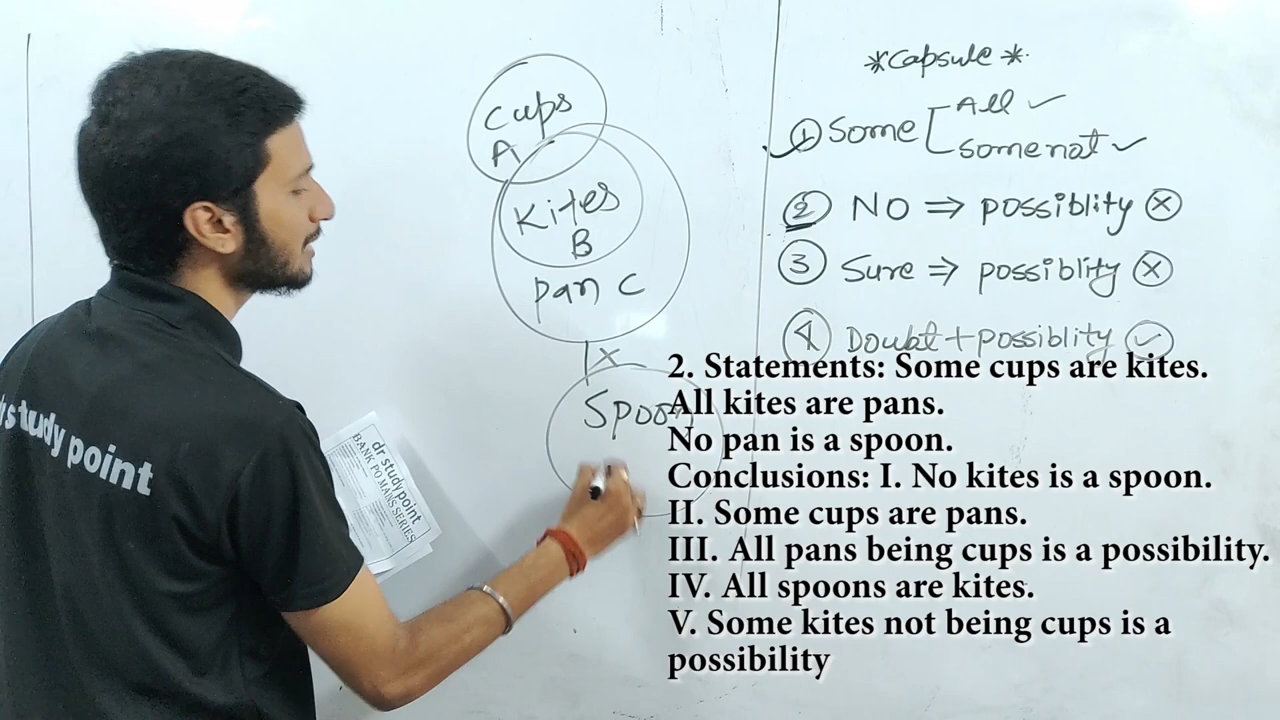 *Capsule*
① Some [All ✓
some not ✓
② NO ⇒ possiblity ⊗
③ Sure ⇒ possiblity ⊗
④ Doubt + possiblity ✓
Cups
A
Kites
B
pan C
X
Spoon
dr study point
dr study point
BANK PO MAINS SERIES
2. Statements: Some cups are kites.
All kites are pans.
No pan is a spoon.
Conclusions: I. No kites is a spoon.
II. Some cups are pans.
III. All pans being cups is a possibility.
IV. All spoons are kites.
V. Some kites not being cups is a
possibility